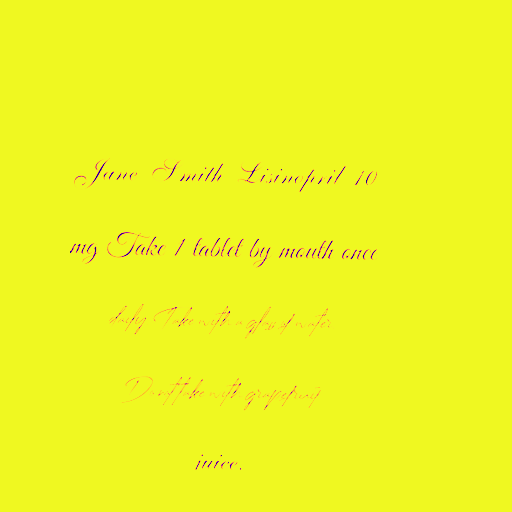 Jane Smith Lisinopril 10
mg Take 1 tablet by mouth once
daily. Take with a glass of water.
Do not take with grapefruit
juice.